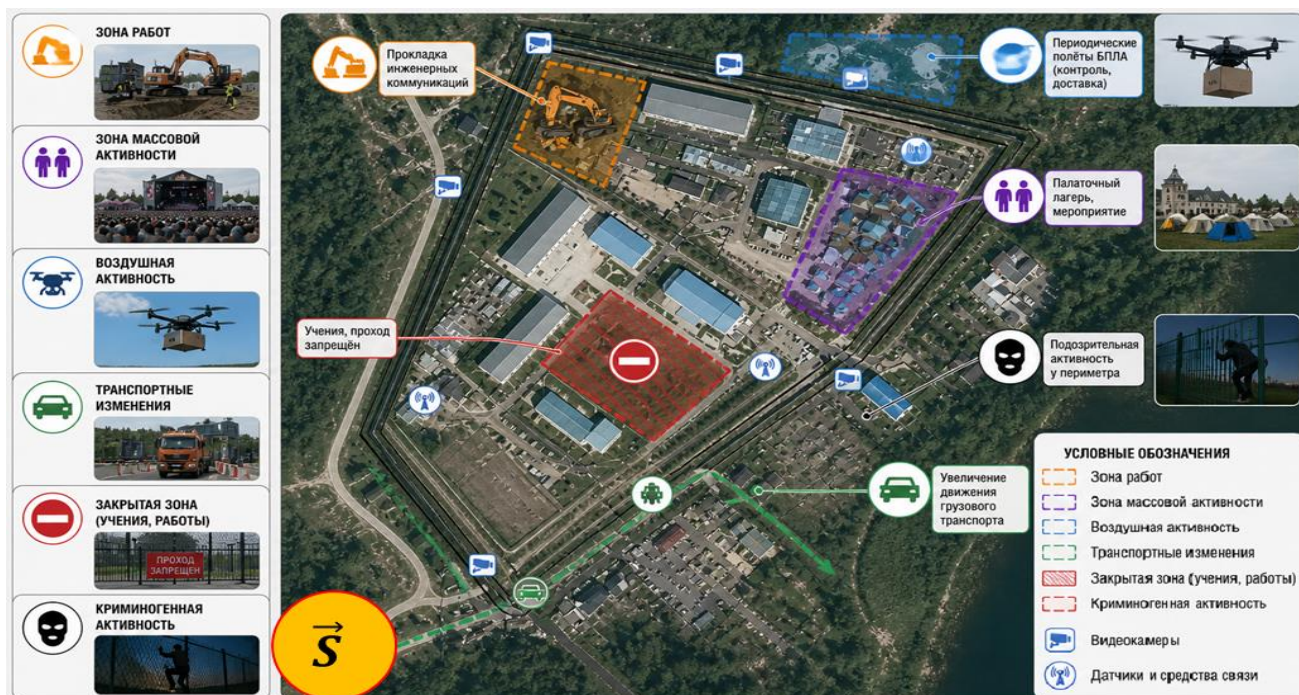 ЗОНА РАБОТ
ЗОНА МАССОВОЙ
АКТИВНОСТИ
ВОЗДУШНАЯ
АКТИВНОСТЬ
ТРАНСПОРТНЫЕ
ИЗМЕНЕНИЯ
ЗАКРЫТАЯ ЗОНА
(УЧЕНИЯ, РАБОТЫ)
ПРОХОД
ЗАПРЕЩЁН
КРИМИНОГЕННАЯ
АКТИВНОСТЬ
Прокладка
инженерных
коммуникаций
Периодические
полёты БПЛА
(контроль,
доставка)
Палаточный
лагерь,
мероприятие
Учения, проход
запрещён
Подозрительная
активность
у периметра
Увеличение
движения
грузового
транспорта
S
УСЛОВНЫЕ ОБОЗНАЧЕНИЯ
Зона работ
Зона массовой активности
Воздушная активность
Транспортные изменения
Закрытая зона (учения, работы)
Криминогенная активность
Видеокамеры
Датчики и средства связи